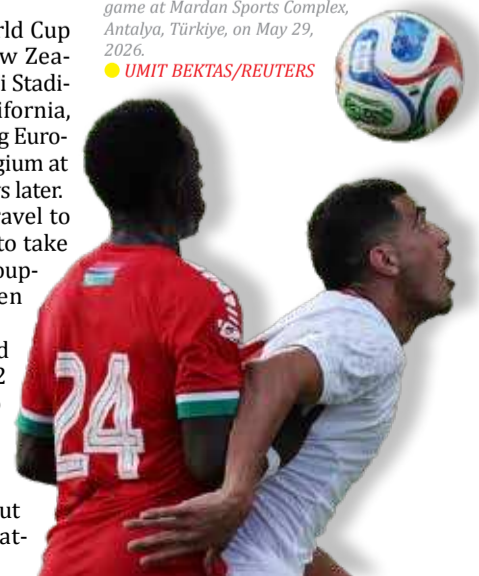 game at Mardan Sports Complex,
Antalya, Türkiye, on May 29,
2026.
UMIT BEKTAS/REUTERS
rld Cup
w Zea-
i Stadi-
ifornia,
g Euro-
gium at
s later.
avel to
to take
oup-
en
d
2
ut
at-
24